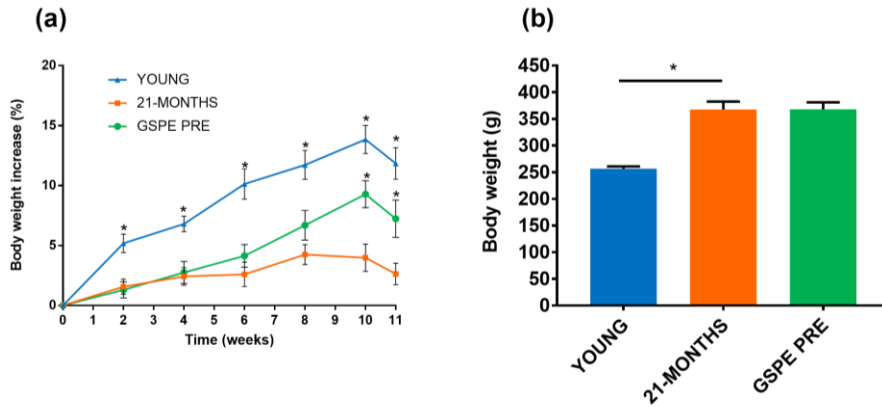 (a)
Body weight increase (%)
20
15
10
5
0
YOUNG
21-MONTHS
GSPE PRE
*
*
*
*
*
*
*
*
0 1 2 3 4 5 6 7 8 9 10 11
Time (weeks)
(b)
Body weight (g)
450
400
350
300
250
200
150
100
50
0
*
YOUNG
21-MONTHS
GSPE PRE